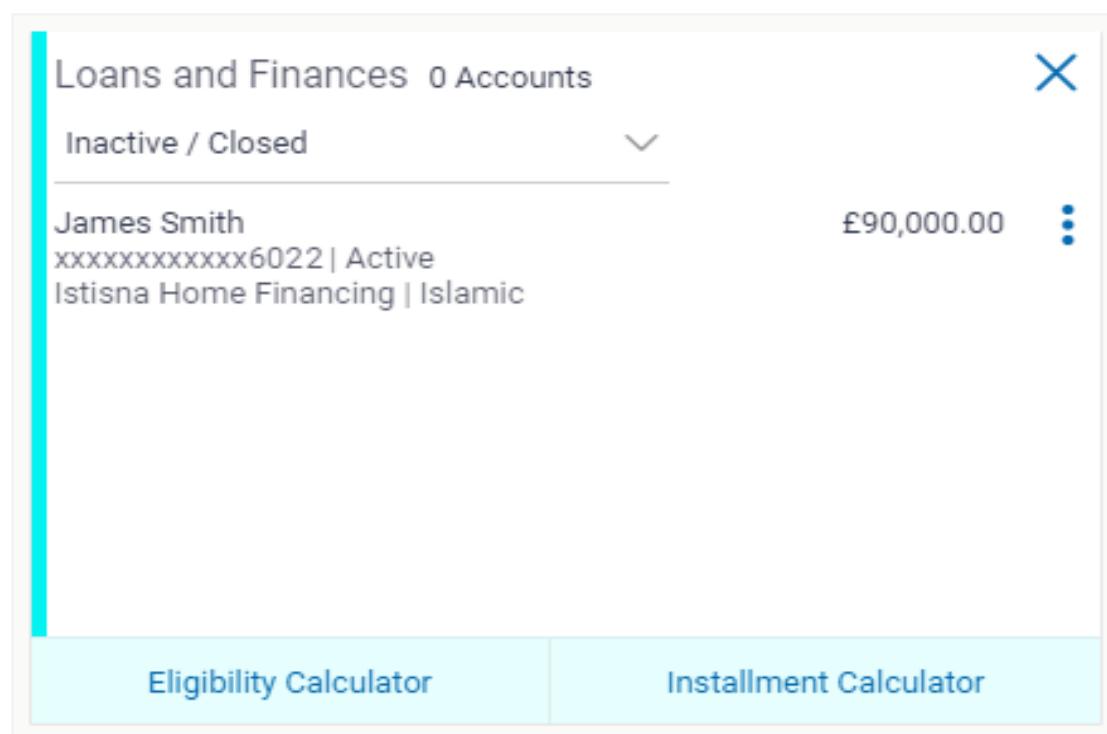 Loans and Finances 0 Accounts
Inactive / Closed
James Smith £90,000.00
xxxxxxxxxxxx6022 | Active
Istisna Home Financing | Islamic
Eligibility Calculator Installment Calculator